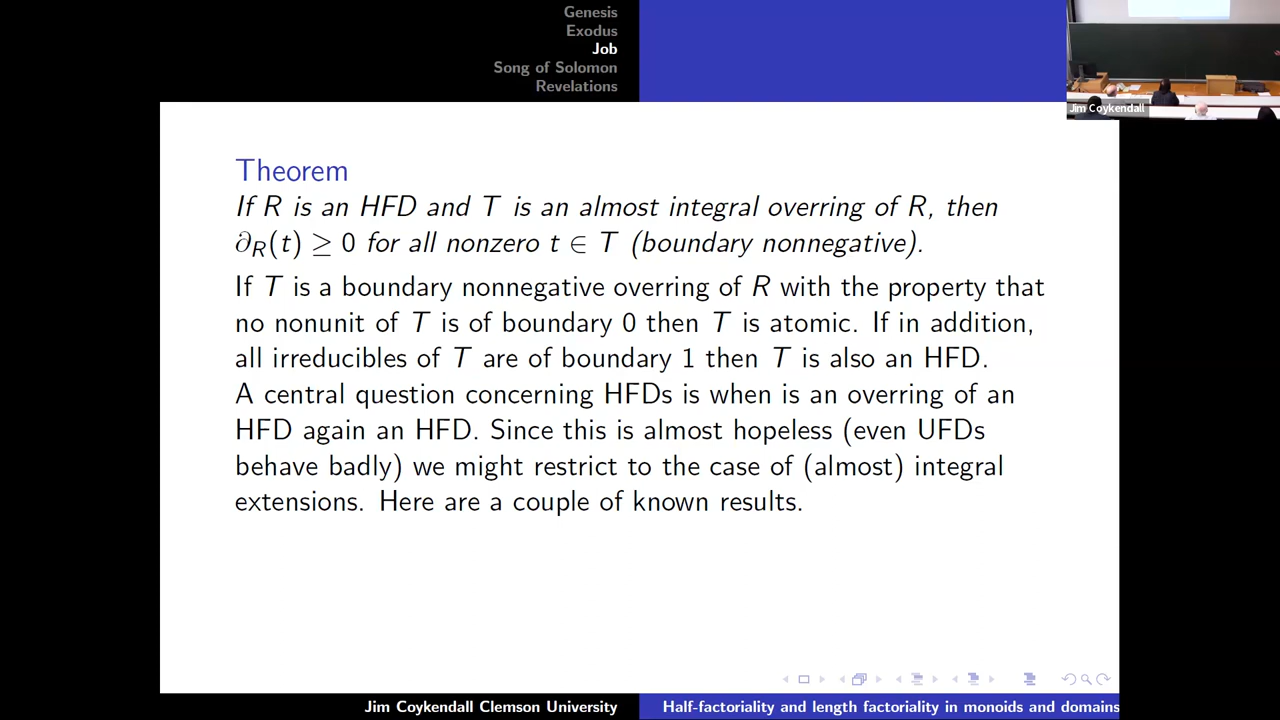 Genesis
Exodus
Job
Song of Solomon
Revelations
Jim Coykendall
Theorem
If R is an HFD and T is an almost integral overring of R, then
∂R(t) ≥ 0 for all nonzero t ∈ T (boundary nonnegative).
If T is a boundary nonnegative overring of R with the property that
no nonunit of T is of boundary 0 then T is atomic. If in addition,
all irreducibles of T are of boundary 1 then T is also an HFD.
A central question concerning HFDs is when is an overring of an
HFD again an HFD. Since this is almost hopeless (even UFDs
behave badly) we might restrict to the case of (almost) integral
extensions. Here are a couple of known results.
Jim Coykendall Clemson University
Half-factoriality and length factoriality in monoids and domains